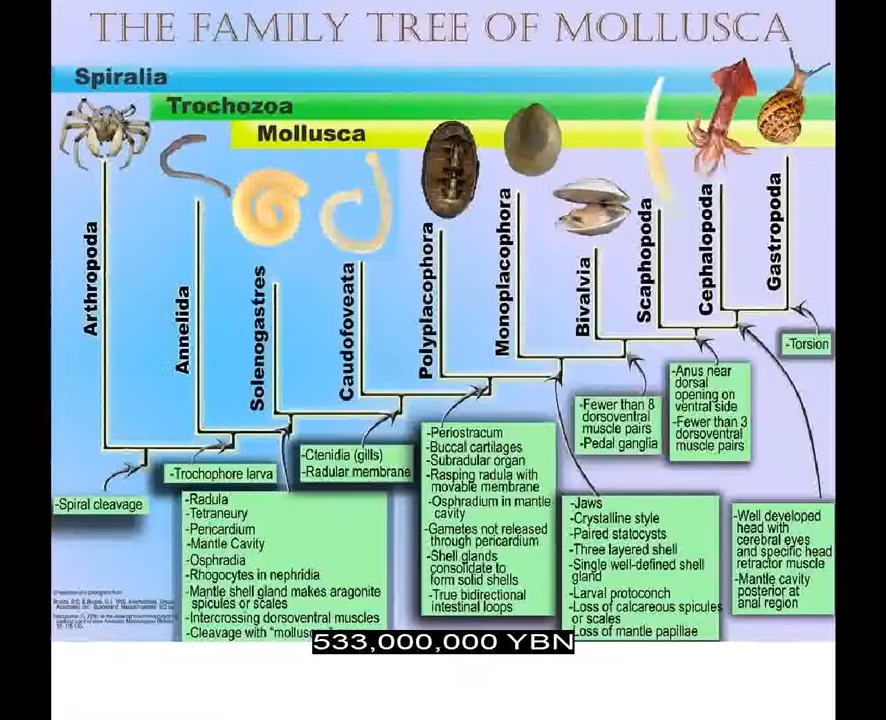 THE FAMILY TREE OF MOLLUSCA
Spiralia
Trochozoa
Mollusca
Arthropoda
Annelida
Solenogastres
Caudofoveata
Polyplacophora
Monoplacophora
Bivalvia
Scaphopoda
Cephalopoda
Gastropoda
-Spiral cleavage
-Trochophore larva
-Radula
-Tetraneury
-Pericardium
-Mantle Cavity
-Osphradia
-Rhogocytes in nephridia
-Mantle shell gland makes aragonite
spicules or scales
-Intercrossing dorsoventral muscles
-Cleavage with
-Ctenidia (gills)
-Radular membrane
-Periostracum
-Buccal cartilages
-Subradular organ
-Rasping radula with
movable membrane
-Osphradium in mantle
cavity
-Gametes not released
through pericardium
-Shell glands
consolidate to
form solid shells
-True bidirectional
intestinal loops
-Jaws
-Crystalline style
-Paired statocysts
-Three layered shell
-Single well-defined shell
gland
-Larval protoconch
-Loss of calcareous spicules
or scales
Loss of mantle papillae
-Fewer than 8
dorsoventral
muscle pairs
-Pedal ganglia
-Anus near
dorsal
opening on
ventral side
-Fewer than 3
dorsoventral
muscle pairs
-Well developed
head with
cerebral eyes
and specific head
retractor muscle
-Mantle cavity
posterior at
anal region
-Torsion
533,000,000 YBN